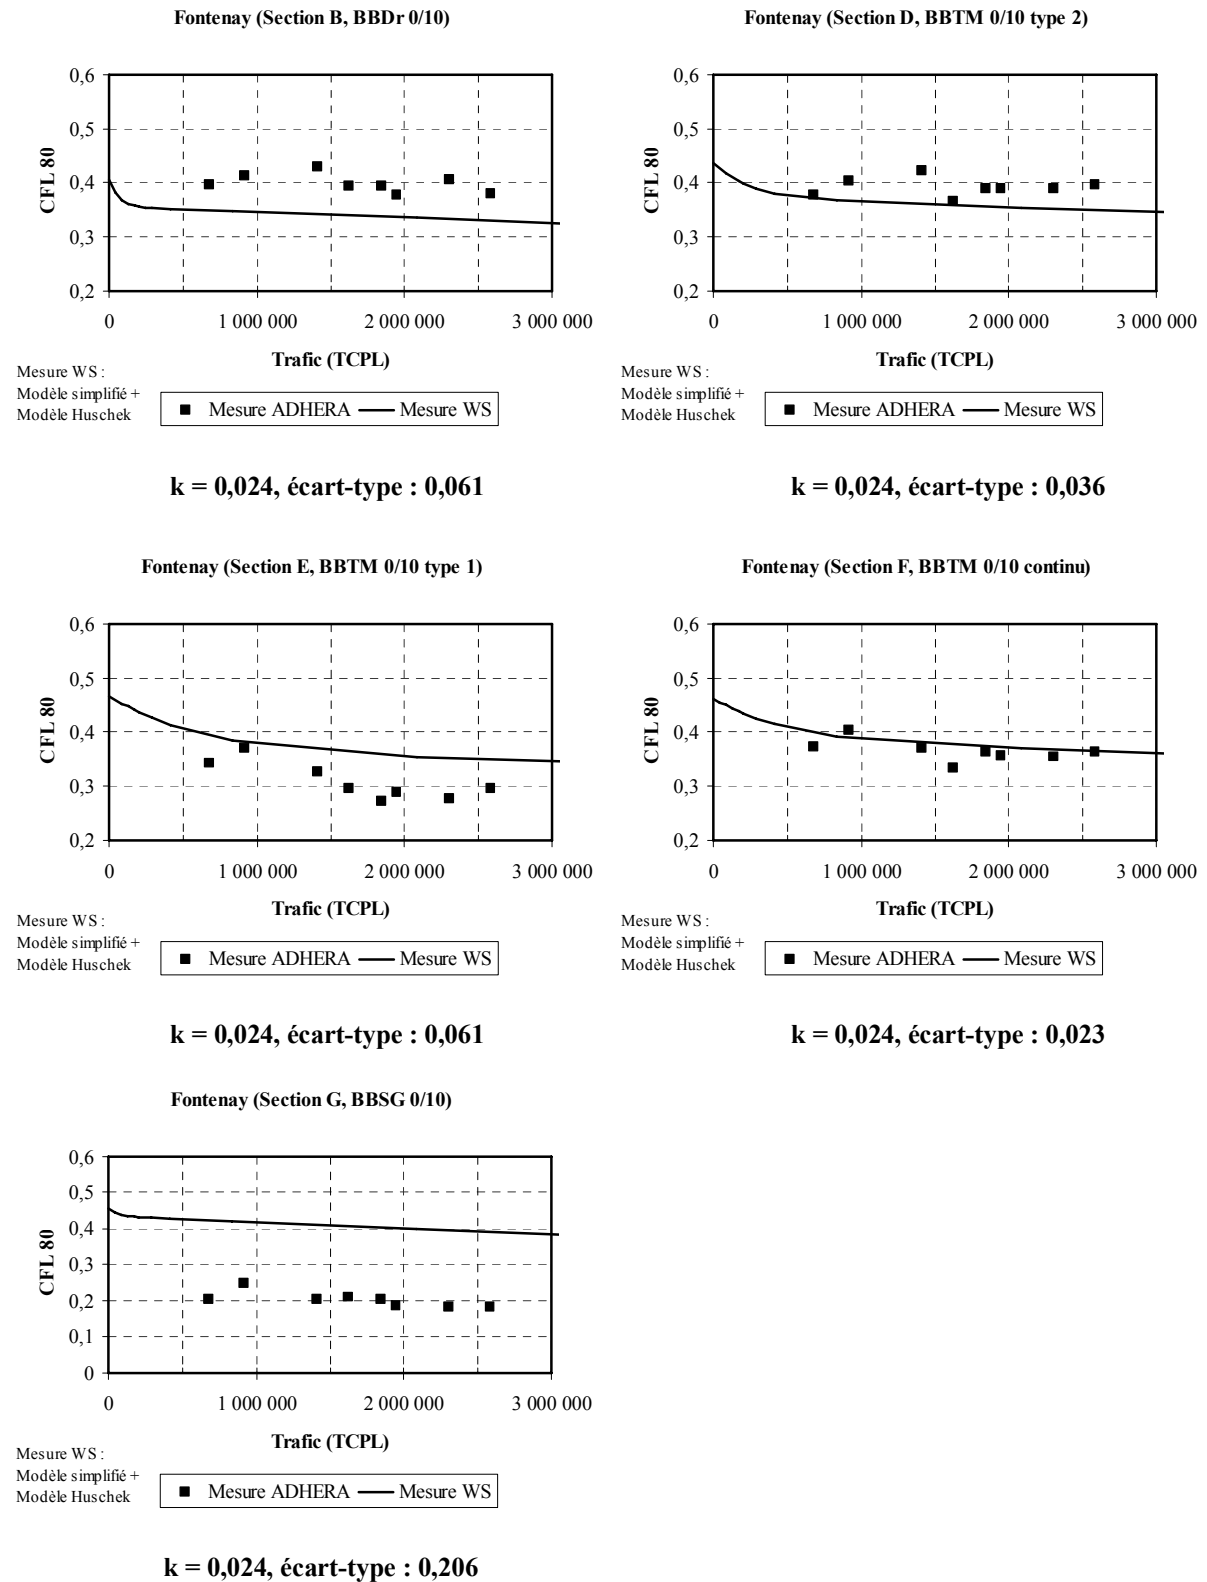 Fontenay (Section B, BBDr 0/10)
0,6
0,5
0,4
0,3
0,2
CFL 80
0 1 000 000 2 000 000 3 000 000
Trafic (TCPL)
Mesure WS :
Modèle simplifié +
Modèle Huschek
Mesure ADHERA Mesure WS
k = 0,024, écart-type : 0,061
Fontenay (Section D, BBTM 0/10 type 2)
0,6
0,5
0,4
0,3
0,2
CFL 80
0 1 000 000 2 000 000 3 000 000
Trafic (TCPL)
Mesure WS :
Modèle simplifié +
Modèle Huschek
Mesure ADHERA Mesure WS
k = 0,024, écart-type : 0,036
Fontenay (Section E, BBTM 0/10 type 1)
0,6
0,5
0,4
0,3
0,2
CFL 80
0 1 000 000 2 000 000 3 000 000
Trafic (TCPL)
Mesure WS :
Modèle simplifié +
Modèle Huschek
Mesure ADHERA Mesure WS
k = 0,024, écart-type : 0,061
Fontenay (Section F, BBTM 0/10 continu)
0,6
0,5
0,4
0,3
0,2
CFL 80
0 1 000 000 2 000 000 3 000 000
Trafic (TCPL)
Mesure WS :
Modèle simplifié +
Modèle Huschek
Mesure ADHERA Mesure WS
k = 0,024, écart-type : 0,023
Fontenay (Section G, BBSG 0/10)
0,6
0,5
0,4
0,3
0,2
0,1
0
CFL 80
0 1 000 000 2 000 000 3 000 000
Trafic (TCPL)
Mesure WS :
Modèle simplifié +
Modèle Huschek
Mesure ADHERA Mesure WS
k = 0,024, écart-type : 0,206